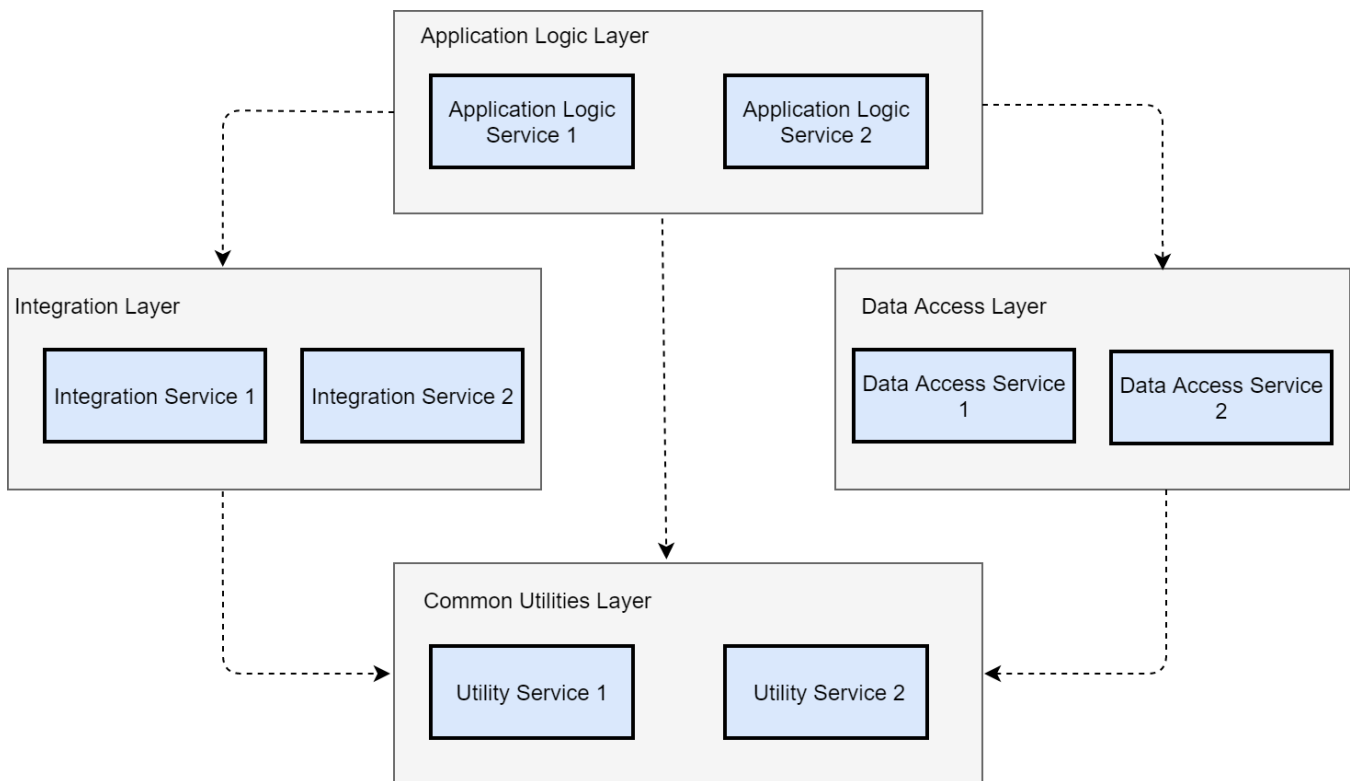 Application Logic Layer
Application Logic
Service 1
Application Logic
Service 2
Integration Layer
Integration Service 1
Integration Service 2
Data Access Layer
Data Access Service
1
Data Access Service
2
Common Utilities Layer
Utility Service 1
Utility Service 2